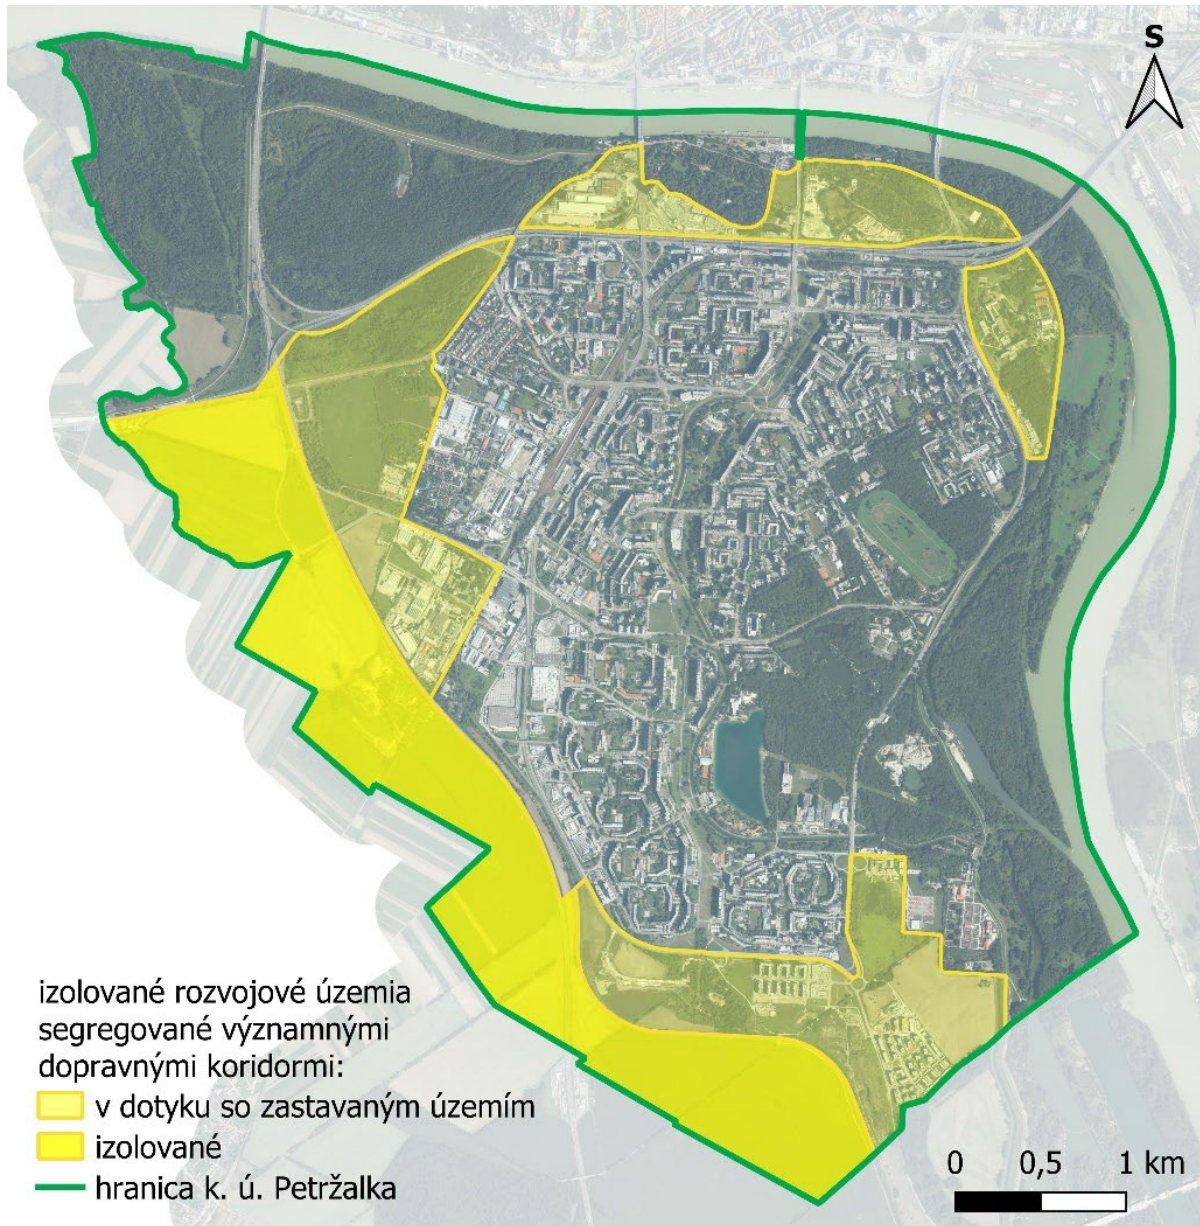 S
izolované rozvojové územia
segregované významnými
dopravnými koridormi:
v dotyku so zastavaným územím
izolované
hranica k. ú. Petržalka
0 0,5 1 km